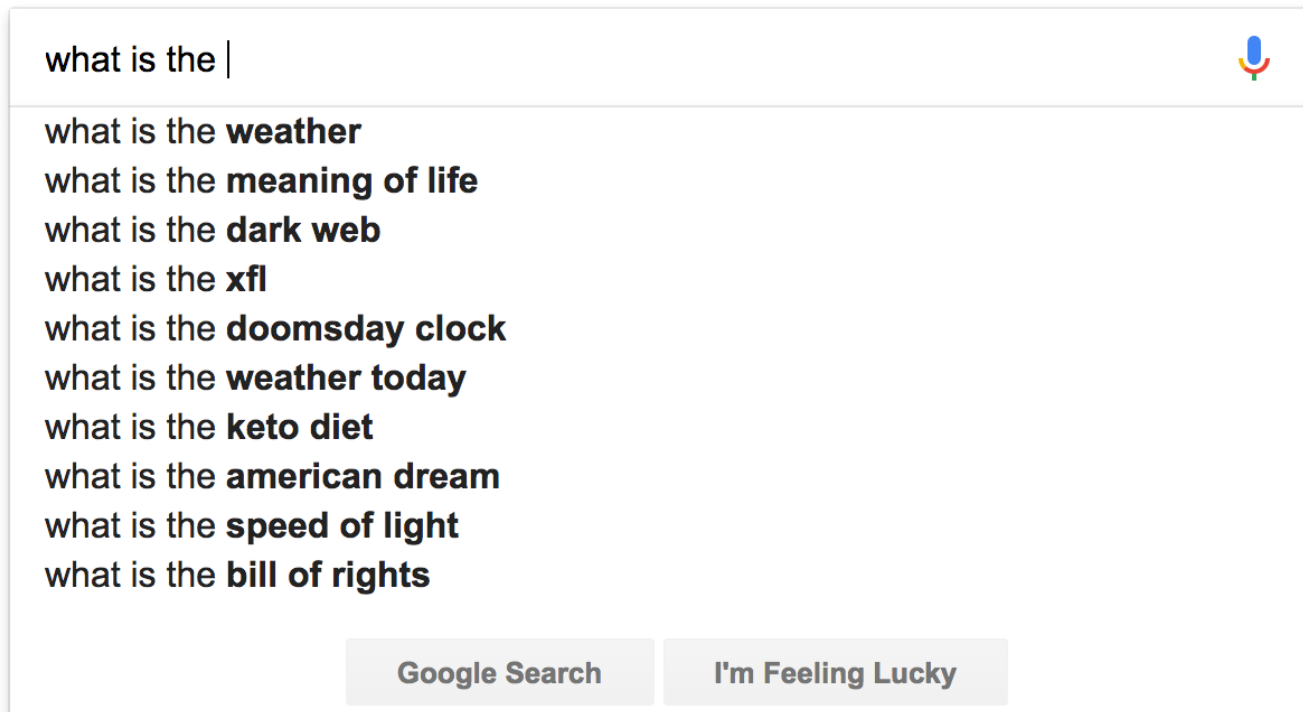 what is the
what is the weather
what is the meaning of life
what is the dark web
what is the xfl
what is the doomsday clock
what is the weather today
what is the keto diet
what is the american dream
what is the speed of light
what is the bill of rights
Google Search I'm Feeling Lucky